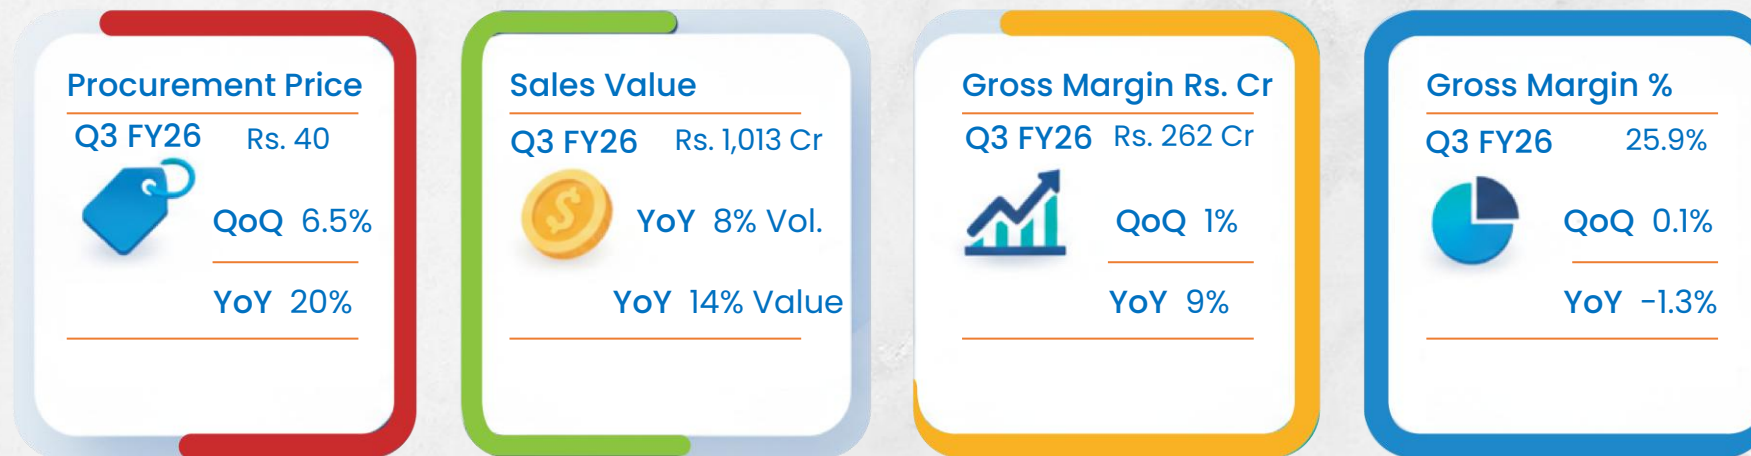 Procurement Price
Q3 FY26 Rs. 40
QoQ 6.5%
YoY 20%
Sales Value
Q3 FY26 Rs. 1,013 Cr
YoY 8% Vol.
YoY 14% Value
Gross Margin Rs. Cr
Q3 FY26 Rs. 262 Cr
QoQ 1%
YoY 9%
Gross Margin %
Q3 FY26 25.9%
QoQ 0.1%
YoY -1.3%